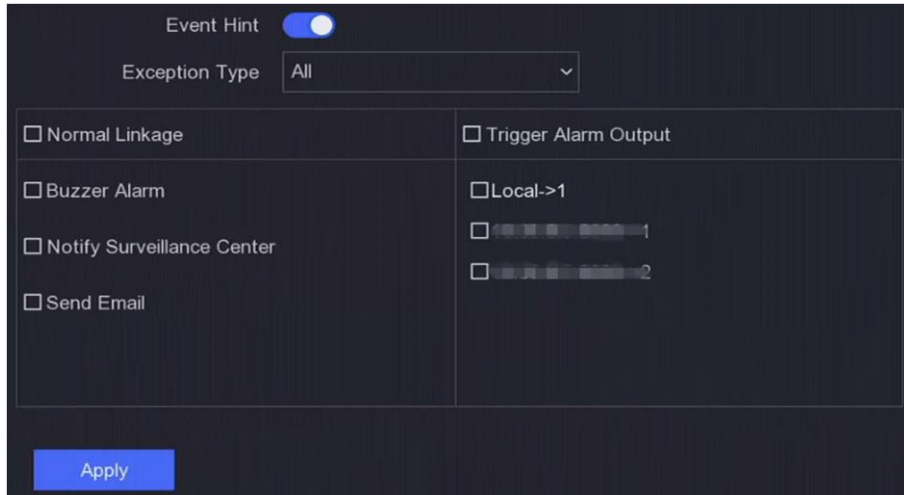 Event Hint
Exception Type All
Normal Linkage
Trigger Alarm Output
Buzzer Alarm
Local->1
1
Notify Surveillance Center
2
Send Email
Apply